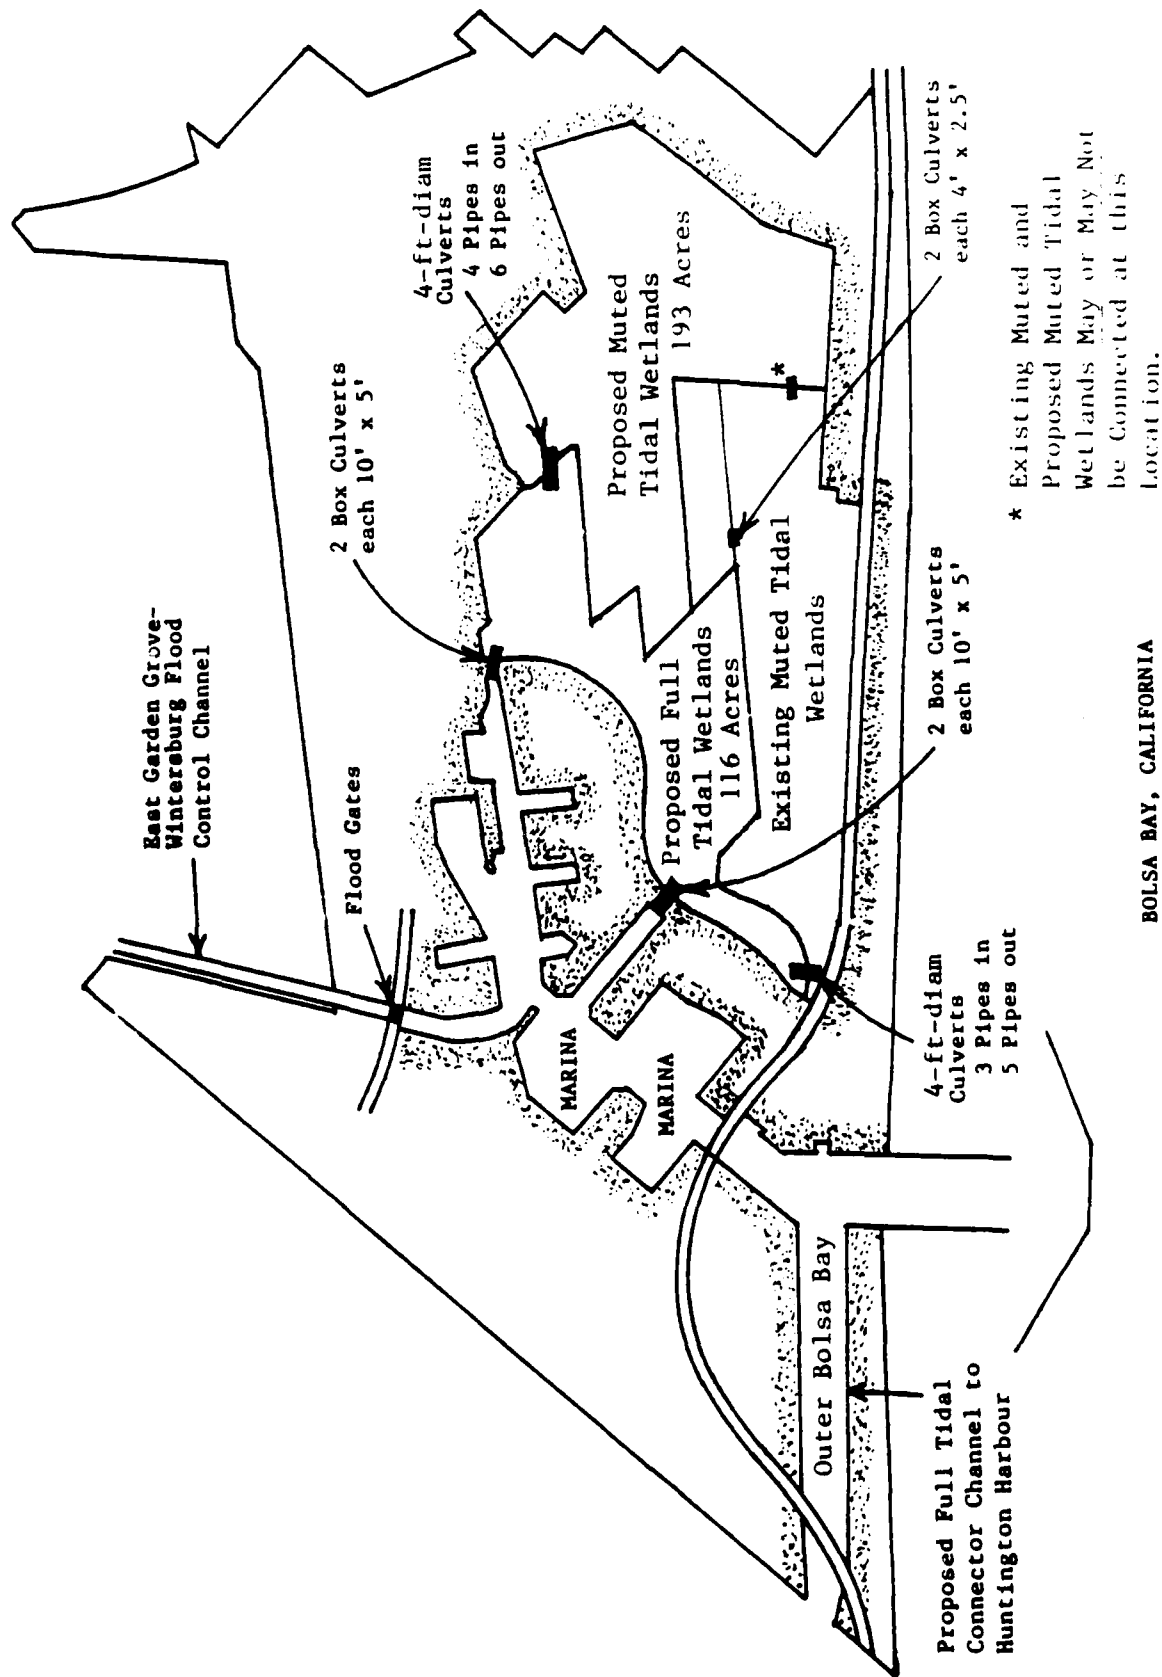 East Garden Grove-
Wintersburg Flood
Control Channel
Flood Gates
2 Box Culverts
each 10' x 5'
4-ft-diam
Culverts
4 Pipes in
6 Pipes out
Proposed Muted
Tidal Wetlands
193 Acres
Proposed Full
Tidal Wetlands
116 Acres
Existing Muted Tidal
Wetlands
*
MARINA
MARINA
Outer Bolsa Bay
2 Box Culverts
each 4' x 2.5'
2 Box Culverts
each 10' x 5'
4-ft-diam
Culverts
3 Pipes in
5 Pipes out
Proposed Full Tidal
Connector Channel to
Huntington Harbour
* Existing Muted and
Proposed Muted Tidal
Wetlands May or May Not
be Connected at this
Location.
BOLSA BAY, CALIFORNIA